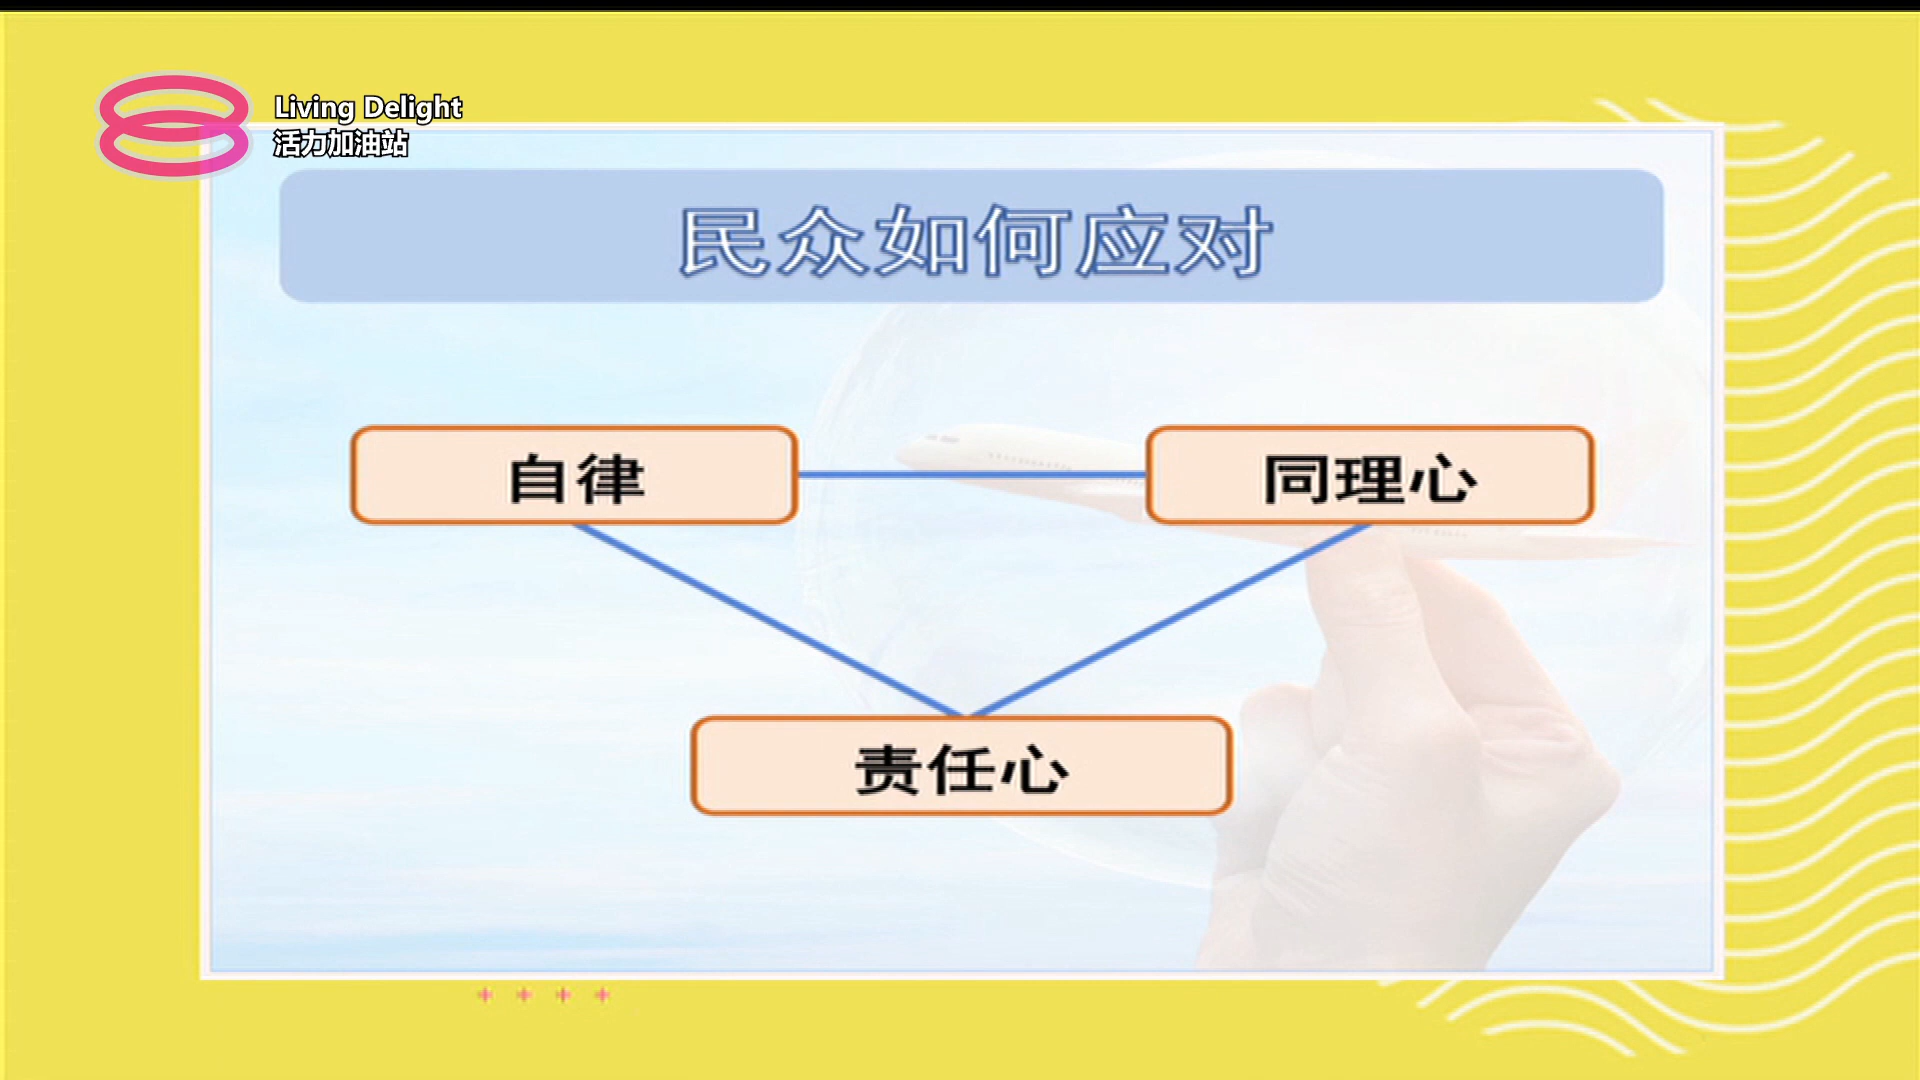 Living Delight
活力加油站
民众如何应对
自律
同理心
责任心